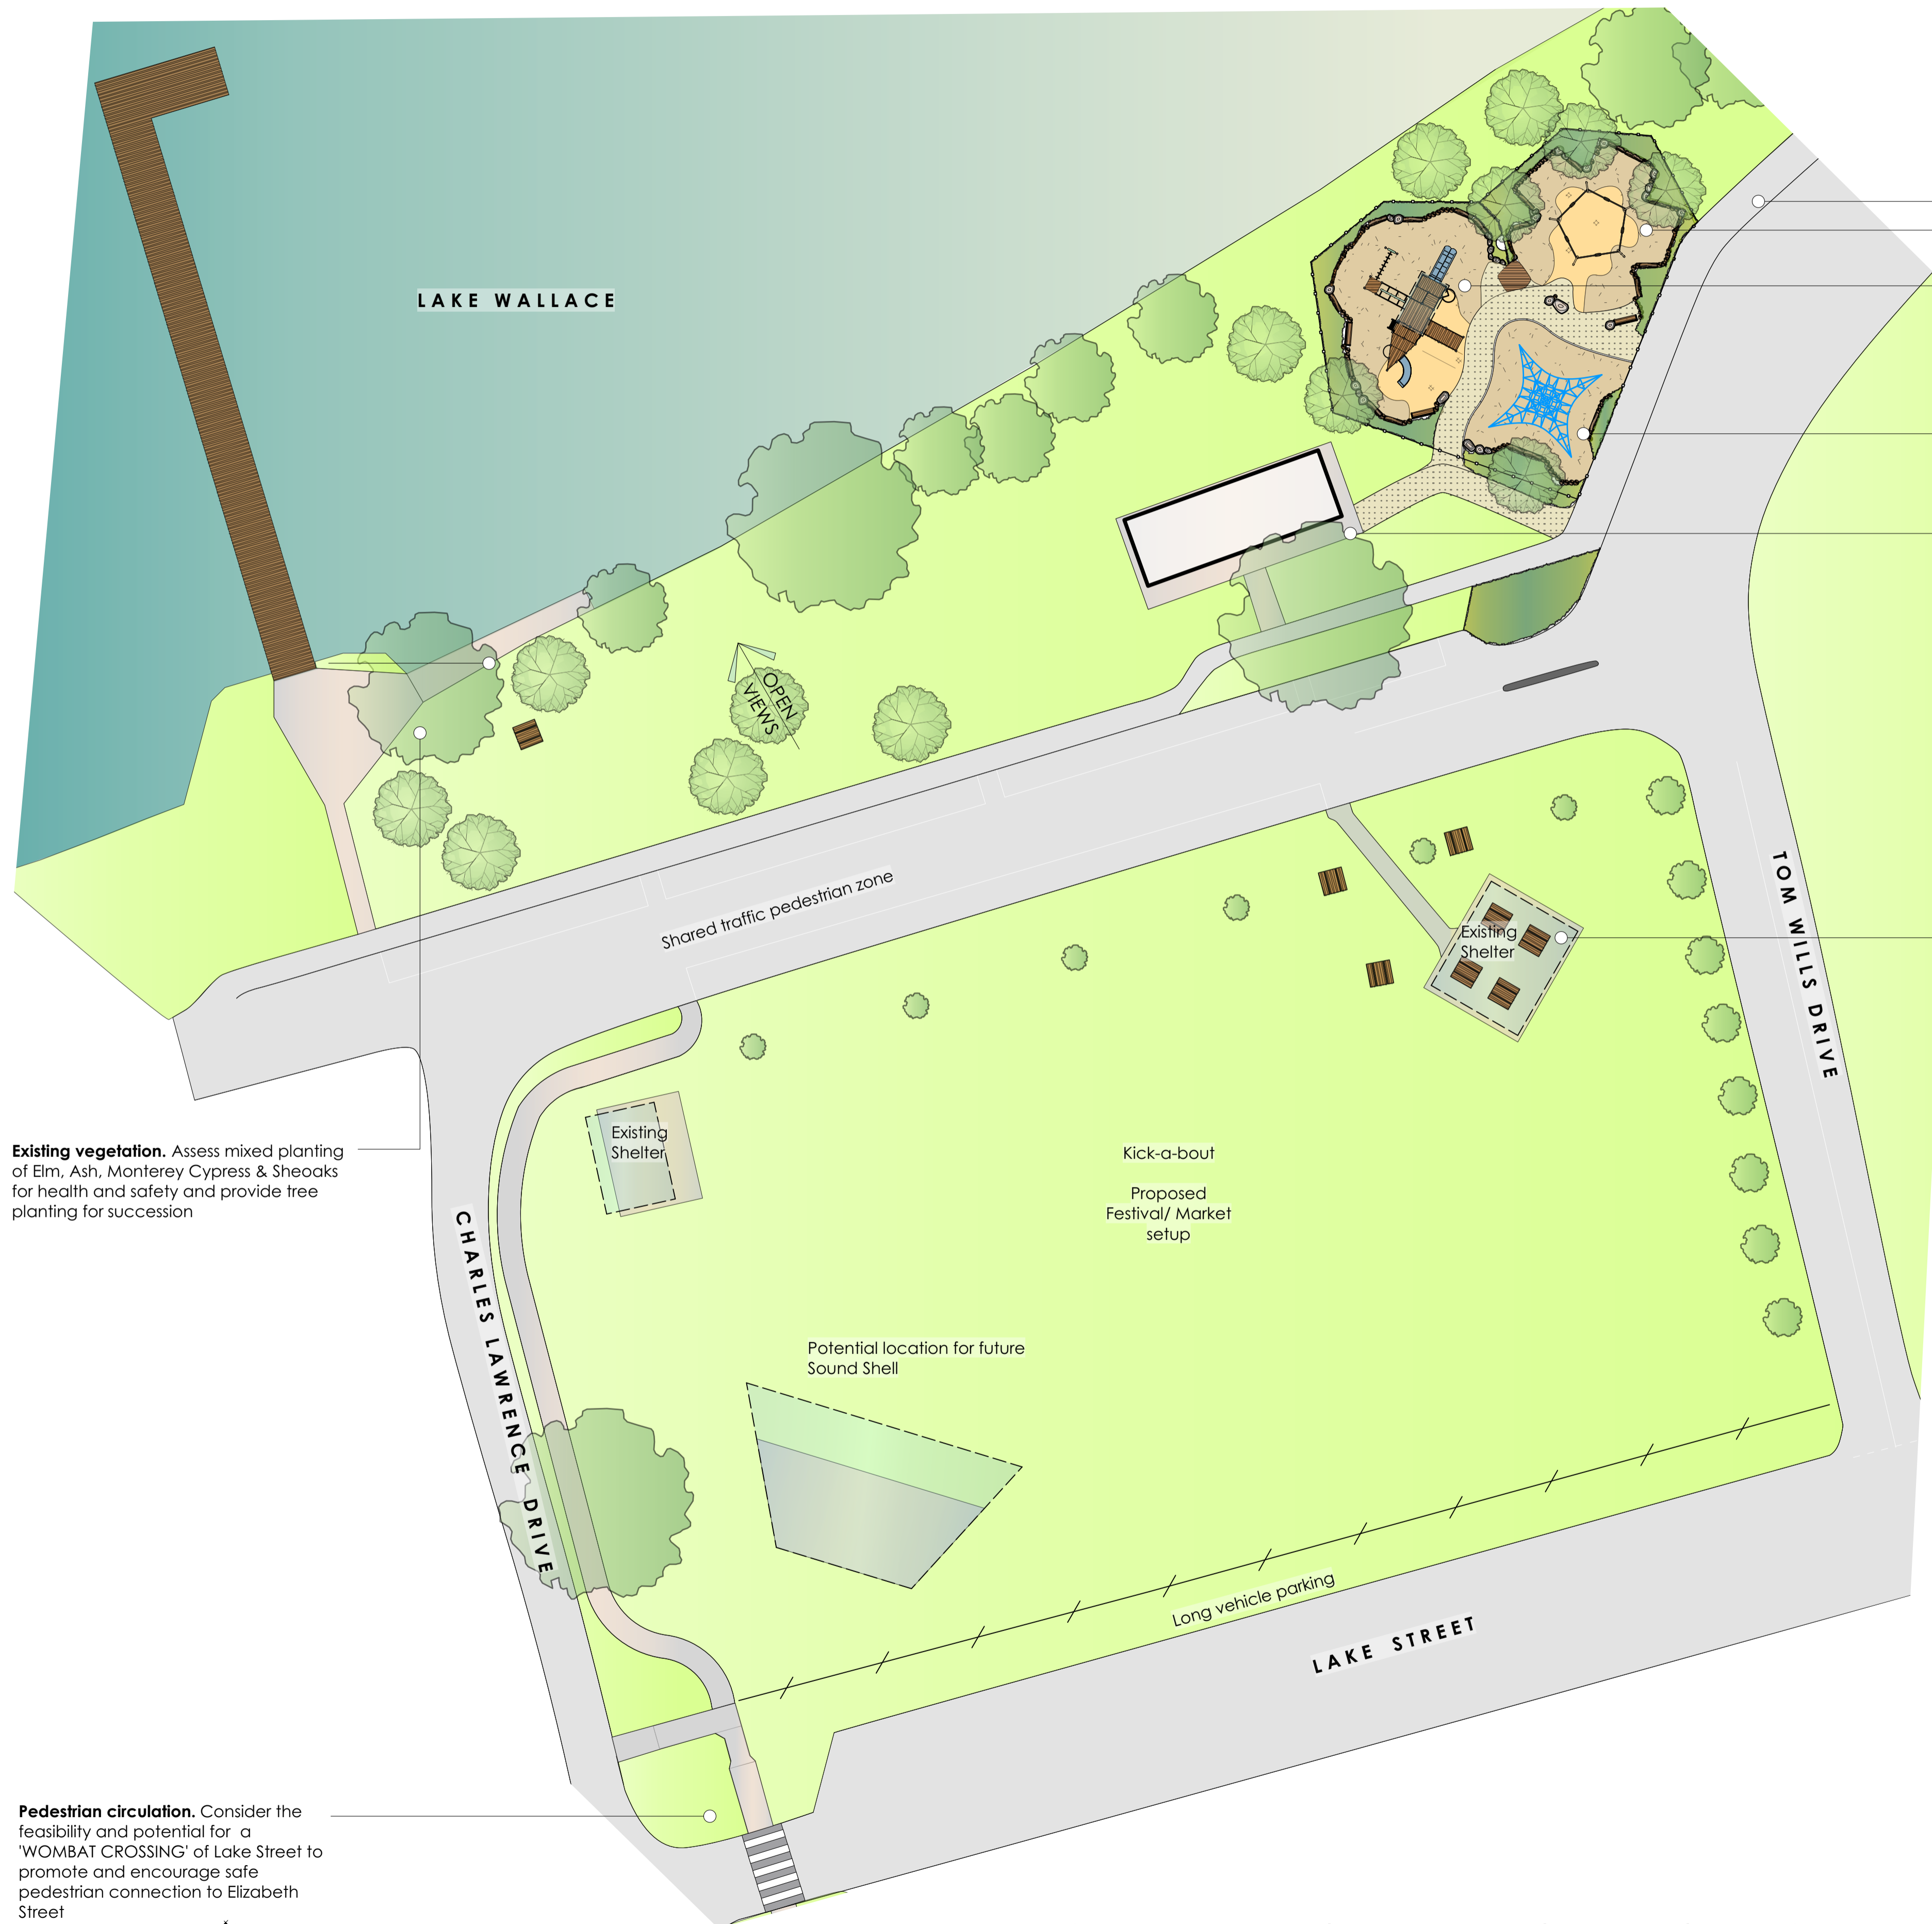 LAKE WALLACE
OPEN
VIEWS
Shared traffic pedestrian zone
TOM WILLS DRIVE
Existing
Shelter
Existing vegetation. Assess mixed planting
of Elm, Ash, Monterey Cypress & Sheoaks
for health and safety and provide tree
planting for succession
Existing
Shelter
Kick-a-bout
Proposed
Festival/ Market
setup
CHARLES LAWRENCE DRIVE
Potential location for future
Sound Shell
Long vehicle parking
LAKE STREET
Pedestrian circulation. Consider the
feasibility and potential for a
'WOMBAT CROSSING' of Lake Street to
promote and encourage safe
pedestrian connection to Elizabeth
Street